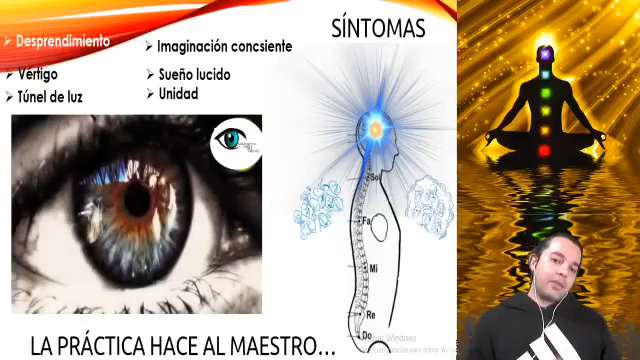 SÍNTOMAS
Desprendimiento
Vértigo
Túnel de luz
Imaginación concsiente
Sueño lucido
Unidad
Sol
Fa
Mi
Re
Do
Windows
LA PRÁCTICA HACE AL MAESTRO...